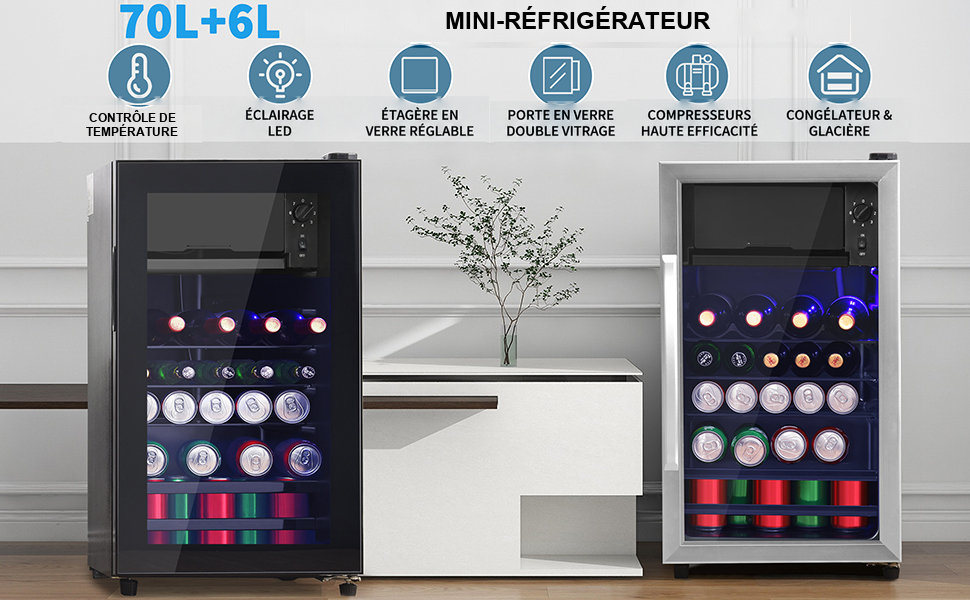 70L+6L
MINI-RÉFRIGÉRATEUR
CONTRÔLE DE
TEMPÉRATURE
ÉCLAIRAGE
LED
ÉTAGÈRE EN
VERRE RÉGLABLE
PORTE EN VERRE
DOUBLE VITRAGE
COMPRESSEURS
HAUTE EFFICACITÉ
CONGÉLATEUR &
GLACIÈRE